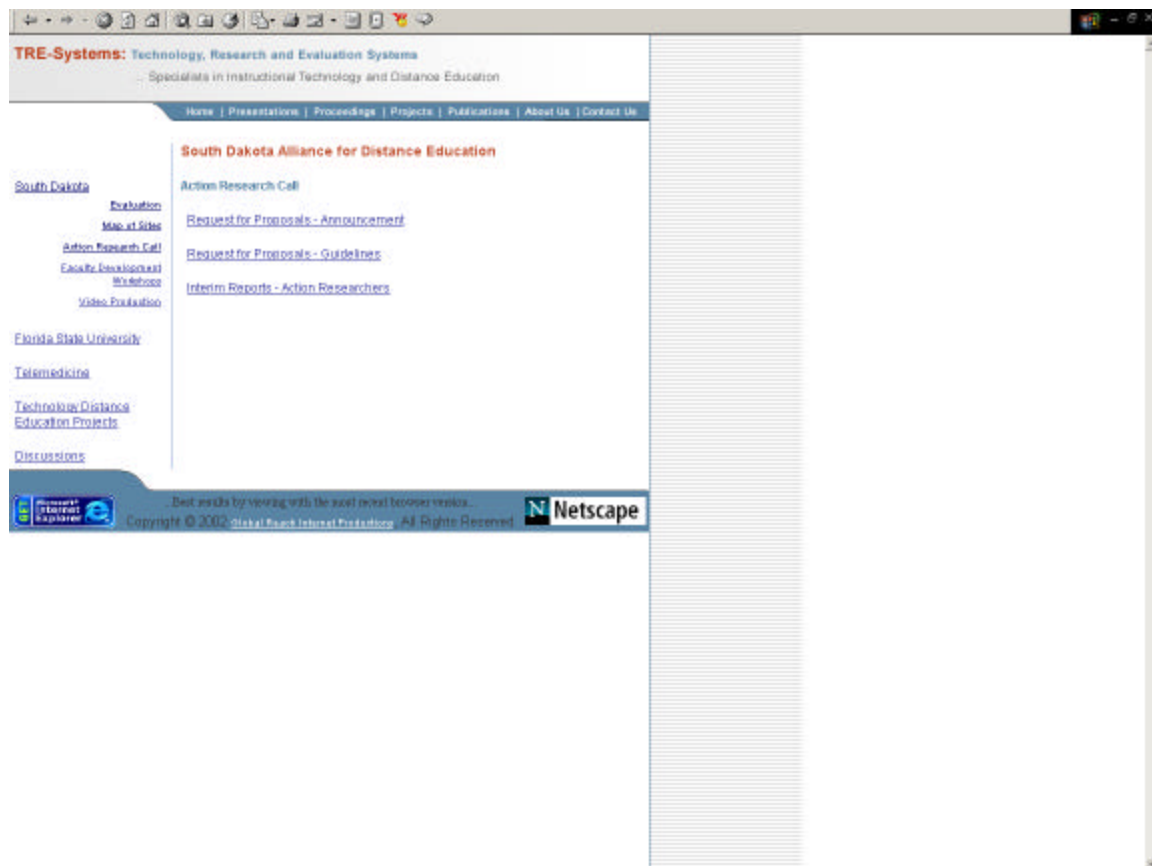 TRE-Systems: Technology, Research and Evaluation Systems
... Specialists in Instructional Technology and Distance Education
Home | Presentations | Proceedings | Projects | Publications | About Us | Contact Us
South Dakota Alliance for Distance Education
South Dakota
Action Research Call
Evaluation
Map of Sites
Request for Proposals - Announcement
Action Research Call
Request for Proposals - Guidelines
Faculty Development
Workshops
Interim Reports - Action Researchers
Video Production
Florida State University
Telemedicine
Technology Distance
Education Projects
Discussions
Microsoft
Internet
Explorer
...Best results by viewing with the most recent browser version...
Copyright © 2002 Global Reach Internet Productions All Rights Reserved
N Netscape